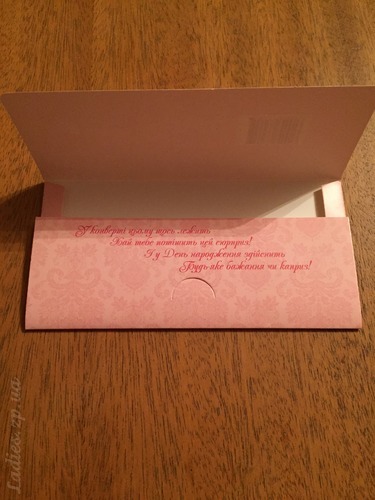 У конверті цьому щось лежить
Хай тебе потішить цей сюрприз!
І у День народження здійснить
Будь-яке бажання чи каприз!
Ladies.zp.ua